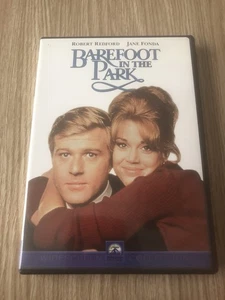 ROBERT REDFORD JANE FONDA
BAREFOOT
IN THE
PARK